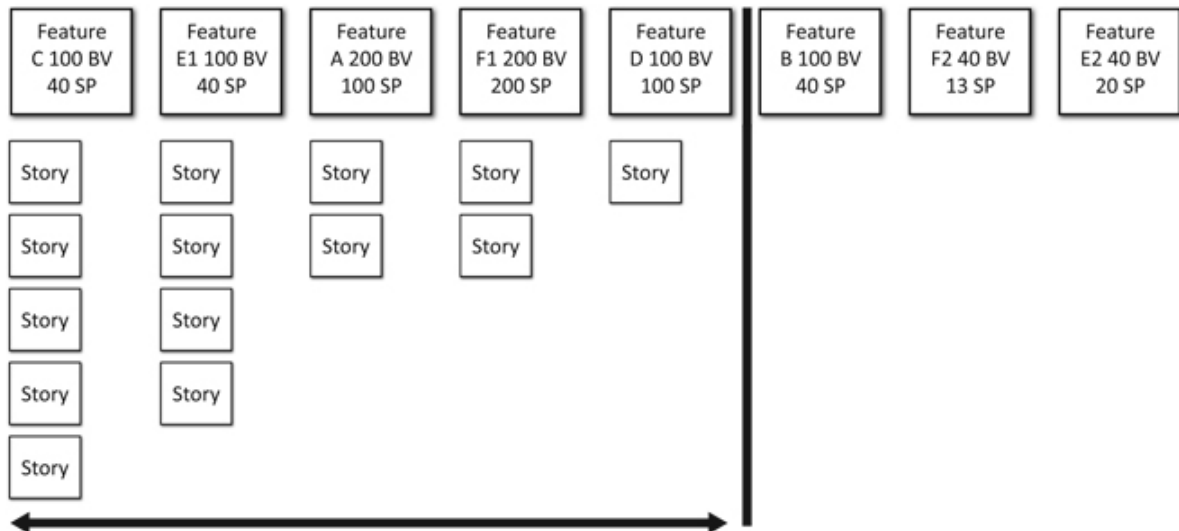 Feature
C 100 BV
40 SP
Feature
E1 100 BV
40 SP
Feature
A 200 BV
100 SP
Feature
F1 200 BV
200 SP
Feature
D 100 BV
100 SP
Feature
B 100 BV
40 SP
Feature
F2 40 BV
13 SP
Feature
E2 40 BV
20 SP
Story
Story
Story
Story
Story
Story
Story
Story
Story
Story
Story
Story
Story
Story